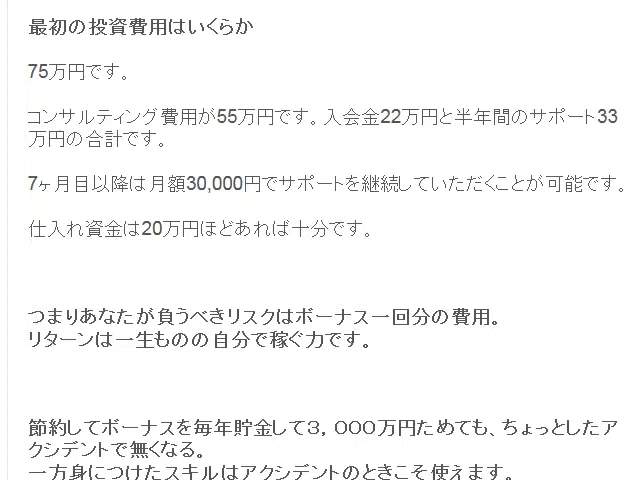 最初の投資費用はいくらか
75万円です。
コンサルティング費用が55万円です。入会金22万円と半年間のサポート33
万円の合計です。
7ヶ月目以降は月額30,000円でサポートを継続していただくことが可能です。
仕入れ資金は20万円ほどあれば十分です。
つまりあなたが負うべきリスクはボーナス一回分の費用。
リターンは一生ものの自分で稼ぐ力です。
節約してボーナスを毎年貯金して３，０００万円ためても、ちょっとしたア
クシデントで無くなる。
一方身につけたスキルはアクシデントのときこそ使えます。